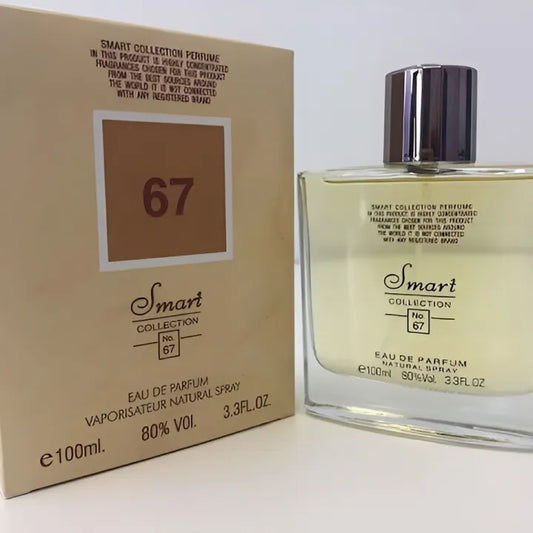 SMART COLLECTION PERFUME
IN THIS PRODUCT IS HIGHLY CONCENTRATED
FRAGRANCES CHOSEN FOR THIS PRODUCT
FROM THE BEST SOURCES AROUND
THE WORLD IT IS NOT CONNECTED
WITH ANY REGISTERED BRAND
67
Smart
COLLECTION
No.
67
EAU DE PARFUM
VAPORISATEUR NATURAL SPRAY
e100ml. 80% VOl. 3.3FL.OZ.
SMART COLLECTION PERFUME
IN THIS PRODUCT IS HIGHLY CONCENTRATED
FRAGRANCES CHOSEN FOR THIS PRODUCT
FROM THE BEST SOURCES AROUND
THE WORLD IT IS NOT CONNECTED
WITH ANY REGISTERED BRAND
Smart
COLLECTION
No.
67
EAU DE PARFUM
NATURAL SPRAY
e100ml 80%Vol. 3.3FL.OZ